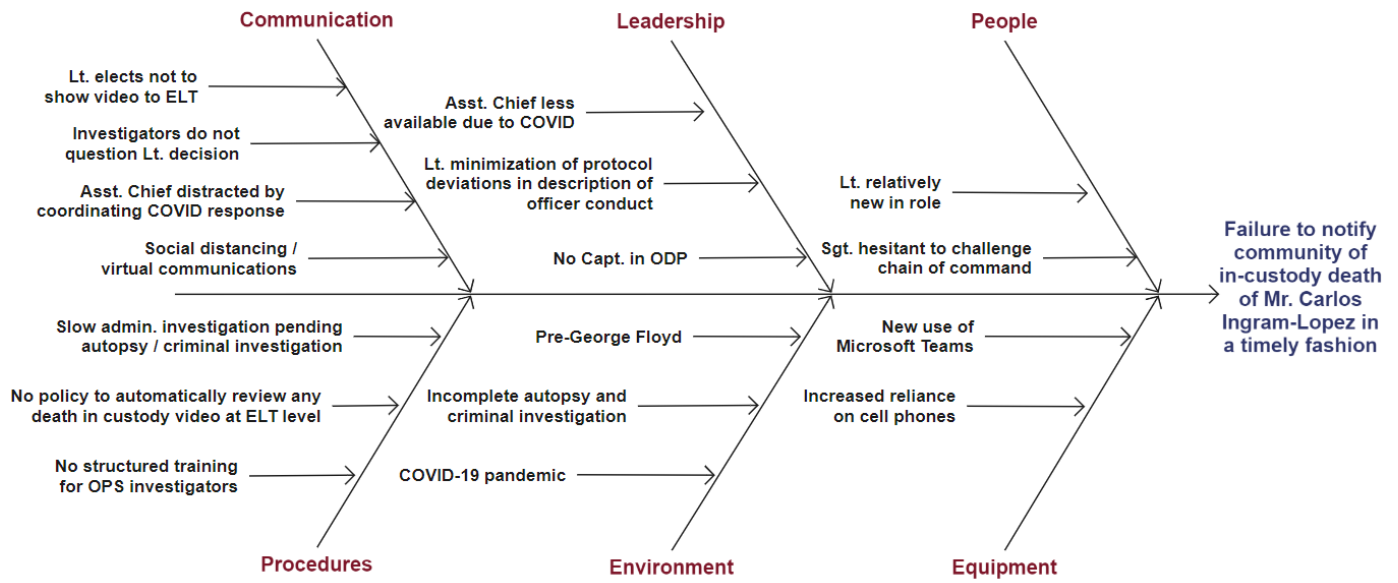 Communication
Leadership
People
Lt. elects not to
show video to ELT
Investigators do not
question Lt. decision
Asst. Chief distracted by
coordinating COVID response
Social distancing /
virtual communications
Asst. Chief less
available due to COVID
Lt. minimization of protocol
deviations in description of
officer conduct
No Capt. in ODP
Lt. relatively
new in role
Sgt. hesitant to challenge
chain of command
Failure to notify
community of
in-custody death
of Mr. Carlos
Ingram-Lopez in
a timely fashion
Slow admin. investigation pending
autopsy / criminal investigation
No policy to automatically review any
death in custody video at ELT level
No structured training
for OPS investigators
Pre-George Floyd
Incomplete autopsy and
criminal investigation
COVID-19 pandemic
New use of
Microsoft Teams
Increased reliance
on cell phones
Procedures
Environment
Equipment